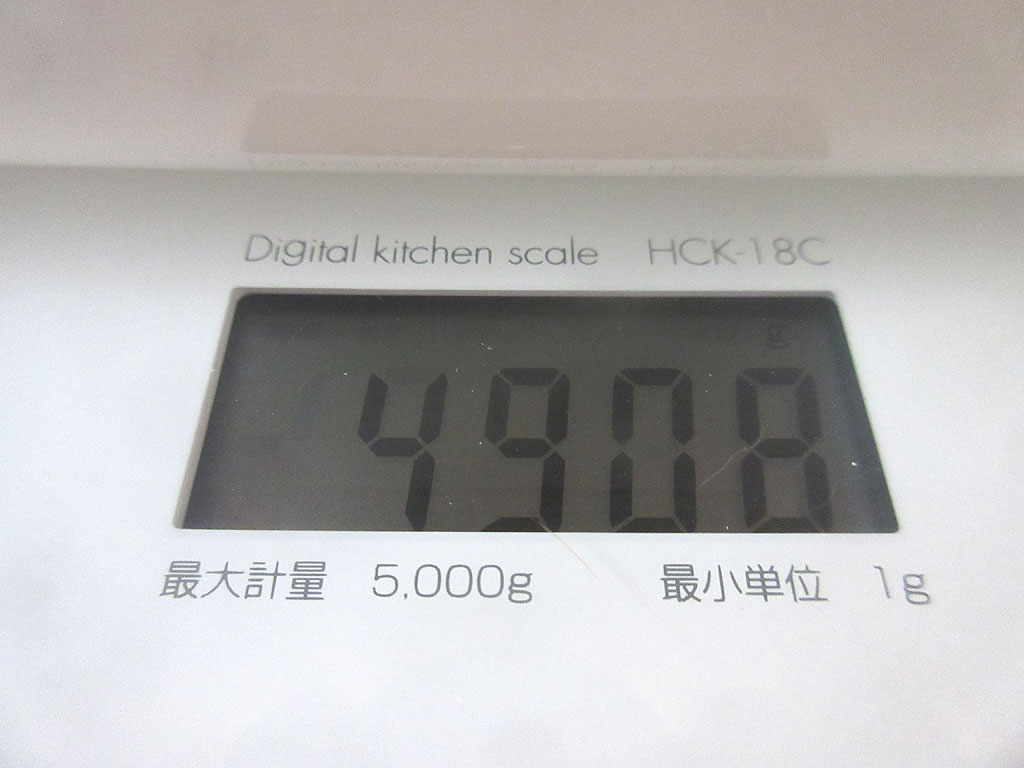 Digital kitchen scale HCK-18C
g
4908
最大計量 5,000g 最小単位 1g